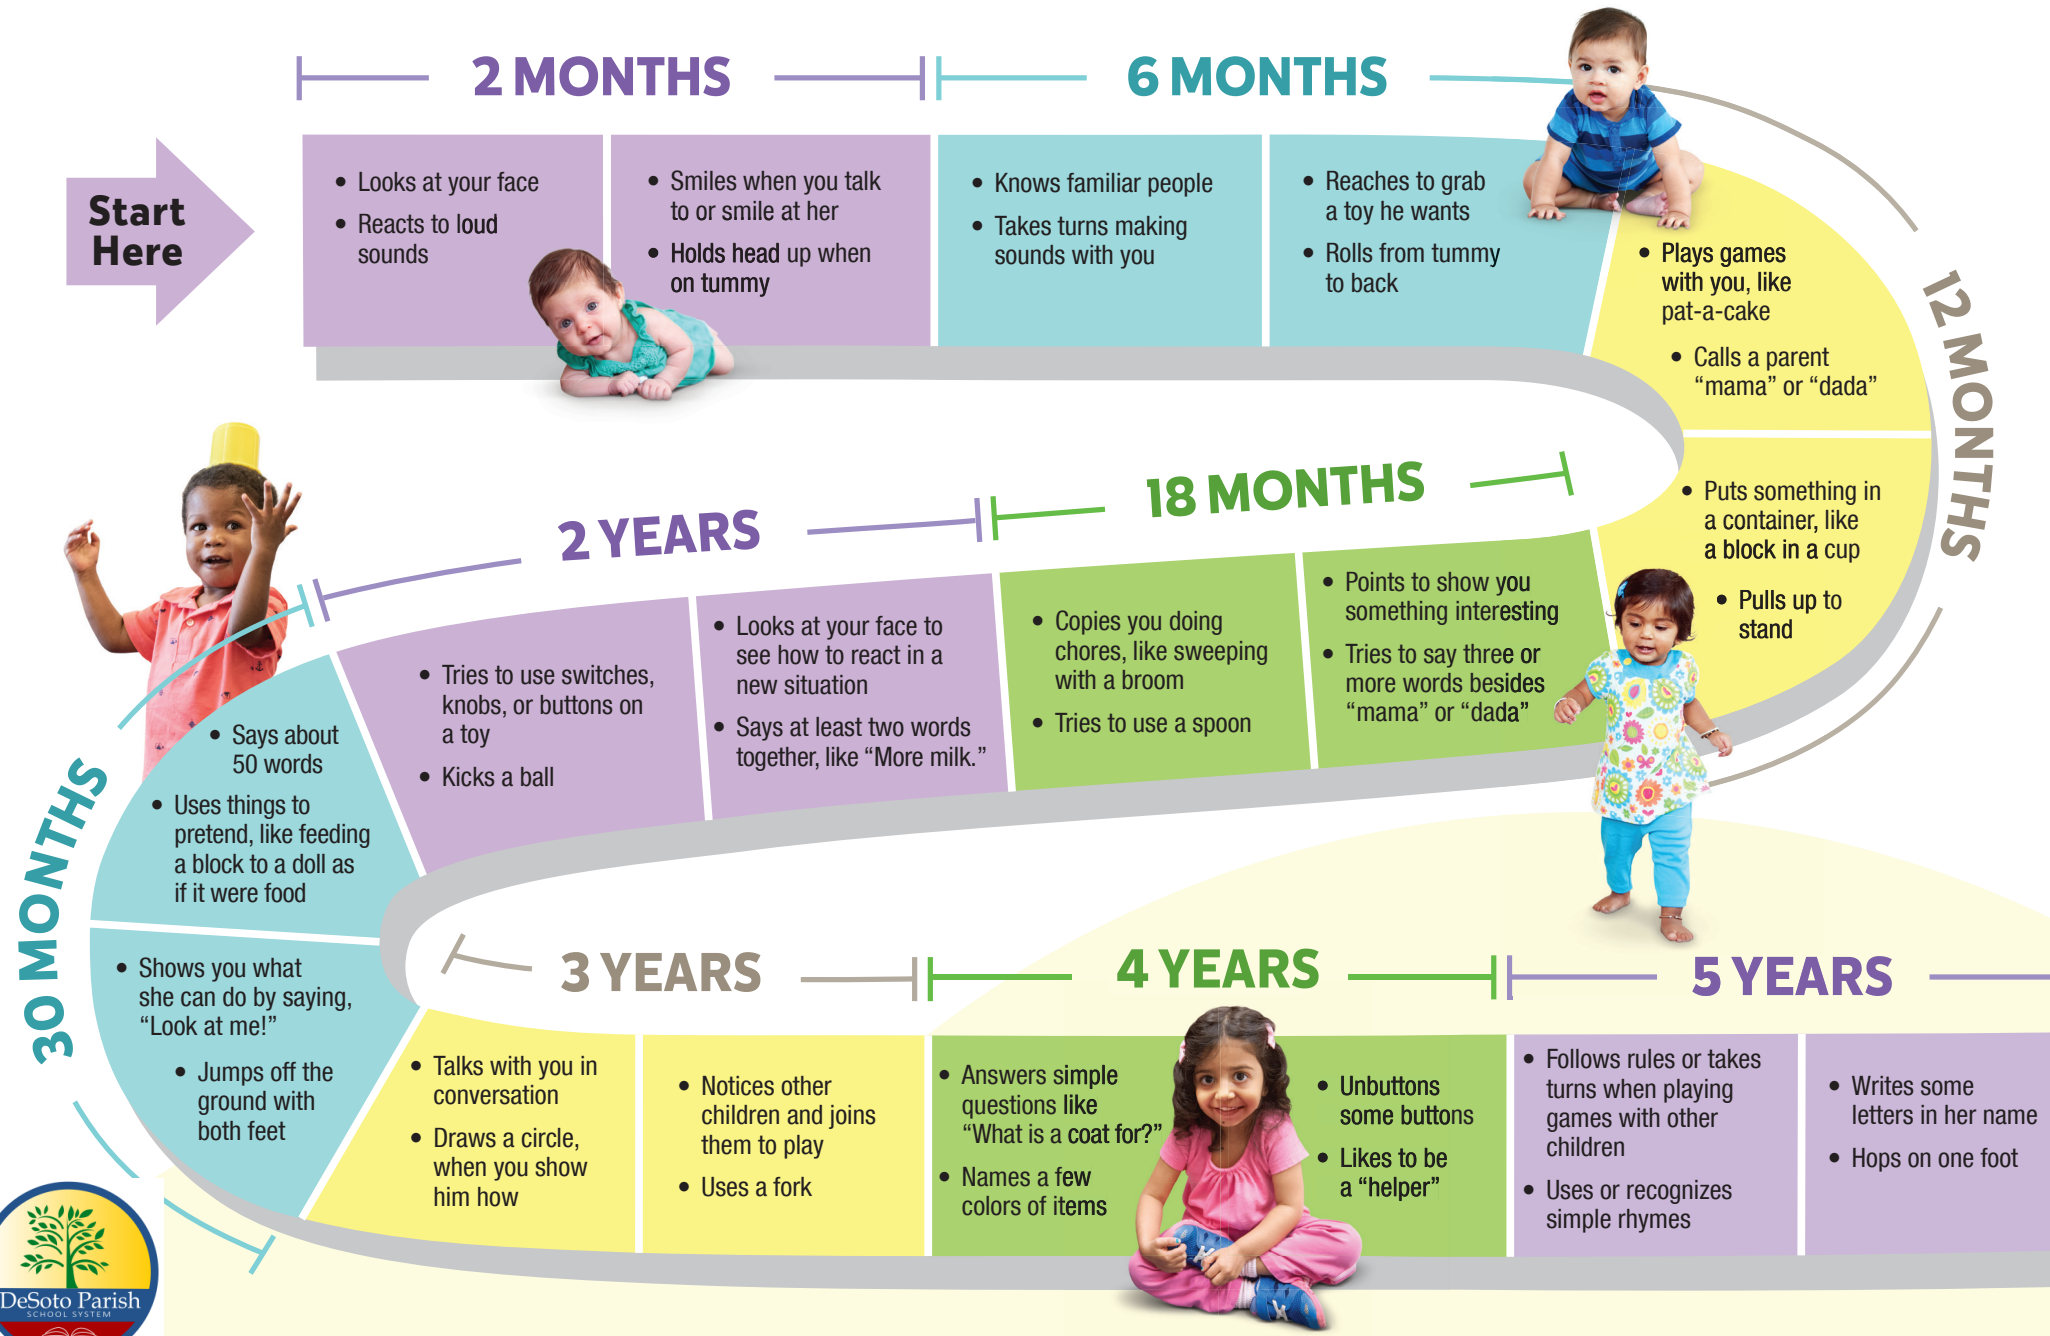 2 MONTHS
6 MONTHS
Start
Here
• Looks at your face
• Reacts to loud
sounds
• Smiles when you talk
to or smile at her
• Holds head up when
on tummy
• Knows familiar people
• Takes turns making
sounds with you
• Reaches to grab
a toy he wants
• Rolls from tummy
to back
12 MONTHS
• Plays games
with you, like
pat-a-cake
• Calls a parent
“mama” or “dada”
• Puts something in
a container, like
a block in a cup
• Pulls up to
stand
18 MONTHS
• Points to show you
something interesting
• Tries to say three or
more words besides
“mama” or “dada”
• Copies you doing
chores, like sweeping
with a broom
• Tries to use a spoon
2 YEARS
• Looks at your face to
see how to react in a
new situation
• Says at least two words
together, like “More milk.”
• Tries to use switches,
knobs, or buttons on
a toy
• Kicks a ball
30 MONTHS
• Says about
50 words
• Uses things to
pretend, like feeding
a block to a doll as
if it were food
• Shows you what
she can do by saying,
“Look at me!”
• Jumps off the
ground with
both feet
3 YEARS
• Talks with you in
conversation
• Draws a circle,
when you show
him how
• Notices other
children and joins
them to play
• Uses a fork
4 YEARS
• Answers simple
questions like
“What is a coat for?”
• Names a few
colors of items
• Unbuttons
some buttons
• Likes to be
a “helper”
5 YEARS
• Follows rules or takes
turns when playing
games with other
children
• Uses or recognizes
simple rhymes
• Writes some
letters in her name
• Hops on one foot
DeSoto Parish
SCHOOL SYSTEM